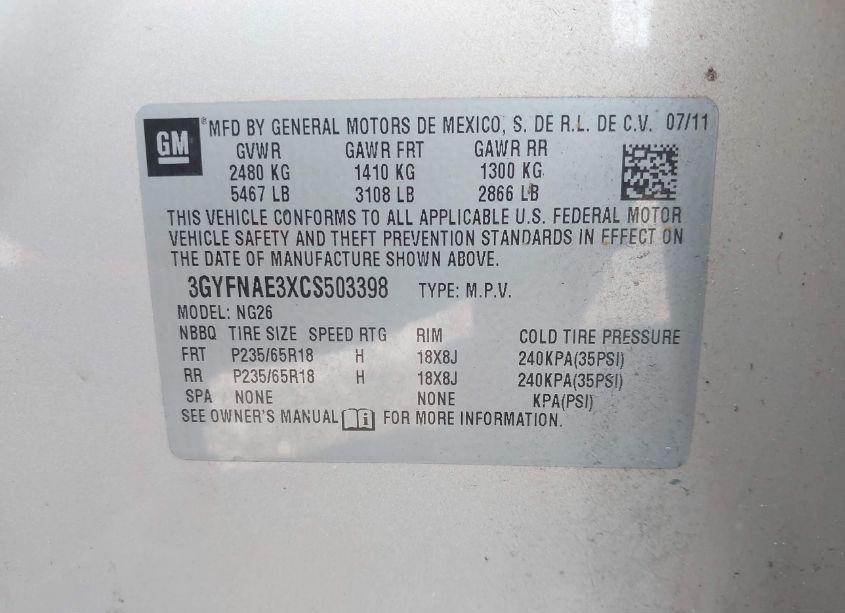 GM ® MFD BY GENERAL MOTORS DE MEXICO, S. DE R.L. DE C.V. 07/11
GVWR GAWR FRT GAWR RR
2480 KG 1410 KG 1300 KG
5467 LB 3108 LB 2866 LB
THIS VEHICLE CONFORMS TO ALL APPLICABLE U.S. FEDERAL MOTOR
VEHICLE SAFETY AND THEFT PREVENTION STANDARDS IN EFFECT ON
THE DATE OF MANUFACTURE SHOWN ABOVE.
3GYFNAE3XCS503398 TYPE: M.P.V.
MODEL: NG26
NBBQ TIRE SIZE SPEED RTG RIM COLD TIRE PRESSURE
FRT P235/65R18 H 18X8J 240KPA(35PSI)
RR P235/65R18 H 18X8J 240KPA(35PSI)
SPA NONE NONE KPA(PSI)
SEE OWNER'S MANUAL i FOR MORE INFORMATION.